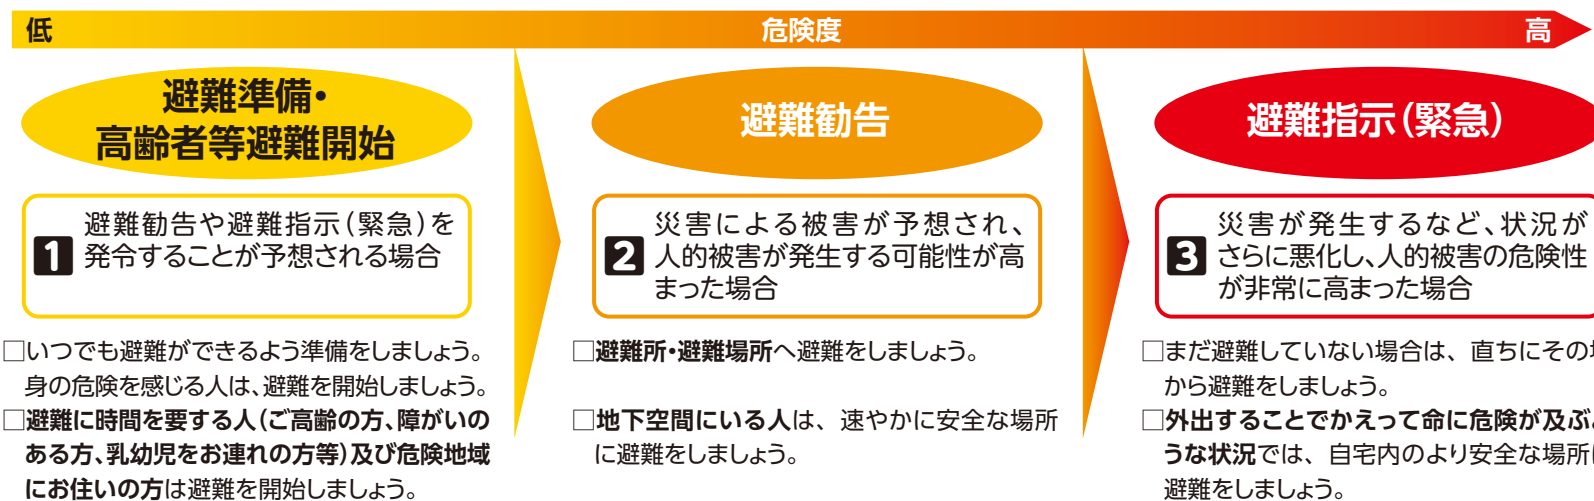 低 危険度 高
避難準備・
高齢者等避難開始
1 避難勧告や避難指示(緊急)を
発令することが予想される場合
□いつでも避難ができるよう準備をしましょう。
身の危険を感じる人は、避難を開始しましょう。
□避難に時間を要する人(ご高齢の方、障がいの
ある方、乳幼児をお連れの方等)及び危険地域
にお住いの方は避難を開始しましょう。
避難勧告
2 災害による被害が予想され、
人的被害が発生する可能性が高
まった場合
□避難所・避難場所へ避難をしましょう。
□地下空間にいる人は、速やかに安全な場所
に避難をしましょう。
避難指示(緊急)
3 災害が発生するなど、状況が
さらに悪化し、人的被害の危険性
が非常に高まった場合
□まだ避難していない場合は、直ちにその
から避難をしましょう。
□外出することでかえって命に危険が及ぶ
うな状況では、自宅内のより安全な場所
避難をしましょう。